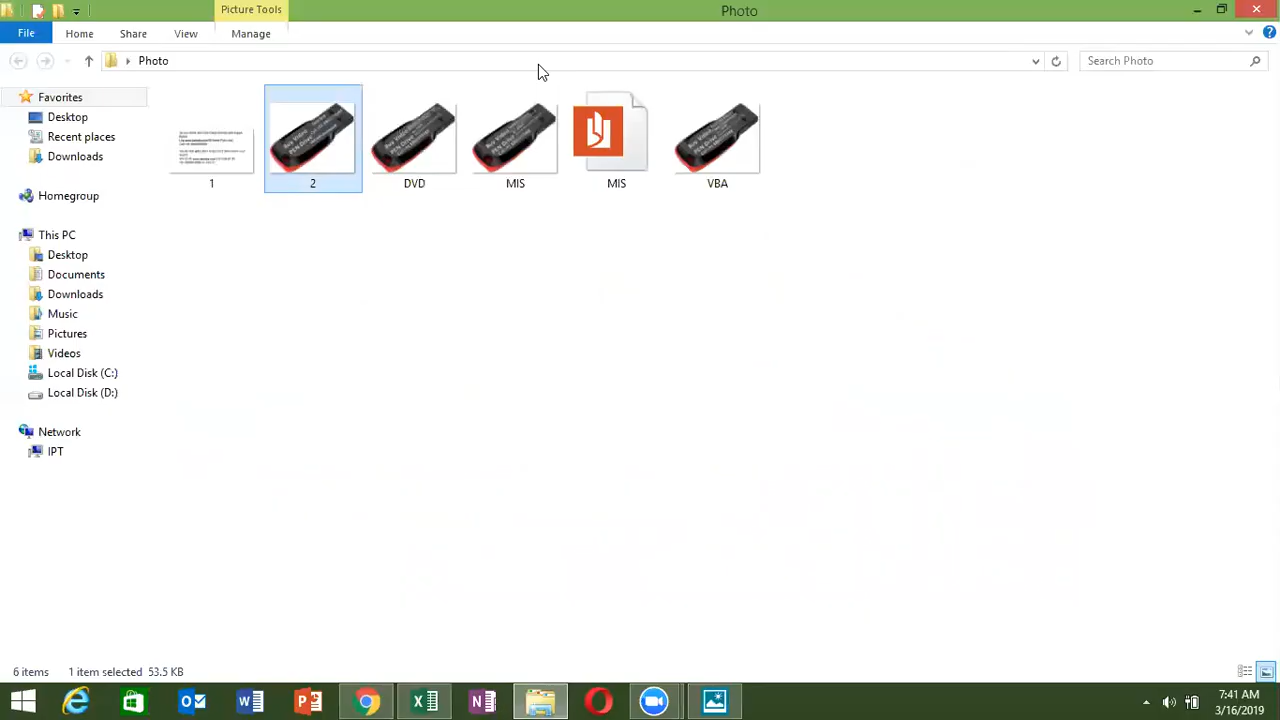 Picture Tools
Photo
File
Home
Share
View
Manage
Photo
Search Photo
Favorites
Desktop
Recent places
Downloads
Homegroup
This PC
Desktop
Documents
Downloads
Music
Pictures
Videos
Local Disk (C:)
Local Disk (D:)
Network
IPT
1
2
DVD
MIS
MIS
VBA
6 items
1 item selected 53.5 KB
7:41 AM
3/16/2019